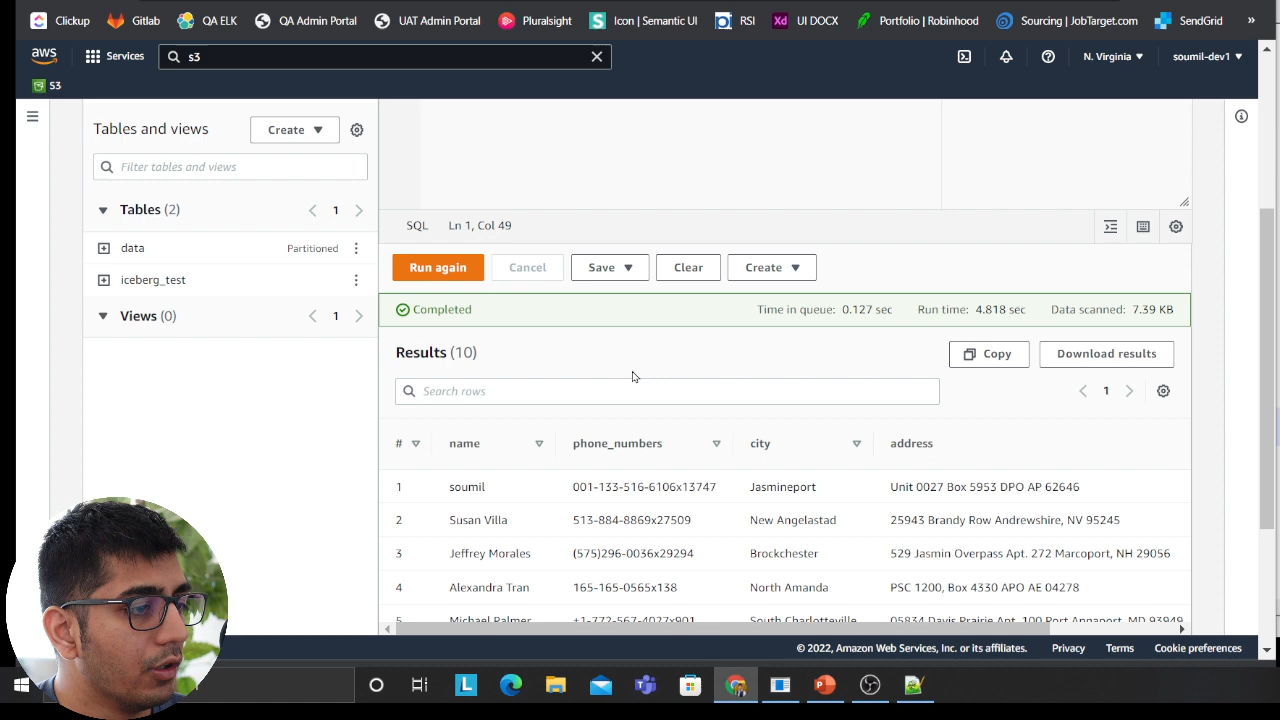 Clickup Gitlab QA ELK QA Admin Portal UAT Admin Portal Pluralsight Icon | Semantic UI RSI UI DOCX Portfolio | Robinhood Sourcing | JobTarget.com SendGrid »
aws Services s3 N. Virginia soumil-dev1
S3
Tables and views Create
Filter tables and views
Tables (2) 1
data Partitioned
iceberg_test
Views (0) 1
SQL Ln 1, Col 49
Run again Cancel Save Clear Create
Completed Time in queue: 0.127 sec Run time: 4.818 sec Data scanned: 7.39 KB
Results (10) Copy Download results
Search rows 1
# name phone_numbers city address
1 soumil 001-133-516-6106x13747 Jasmineport Unit 0027 Box 5953 DPO AP 62646
2 Susan Villa 513-884-8869x27509 New Angelastad 25943 Brandy Row Andrewshire, NV 95245
3 Jeffrey Morales (575)296-0036x29294 Brockchester 529 Jasmin Overpass Apt. 272 Marcoport, NH 29056
4 Alexandra Tran 165-165-0565x138 North Amanda PSC 1200, Box 4330 APO AE 04278
5 Michael Palmer +1-772-567-4027x901 South Charlotteville 05834 Davis Prairie Apt. 100 Port Annaport, MD 93949
© 2022, Amazon Web Services, Inc. or its affiliates. Privacy Terms Cookie preferences